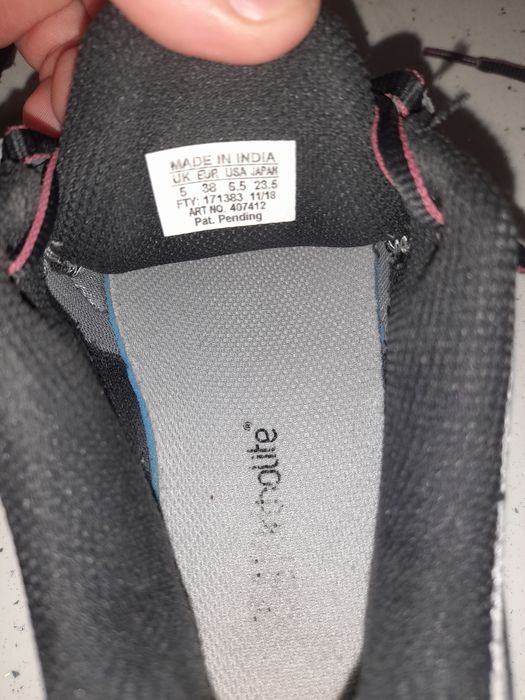 MADE IN INDIA
UK EUR USA JAPAN
5 38 5.5 23.5
FTY: 171383 11/18
ART NO. 407412
Pat. Pending